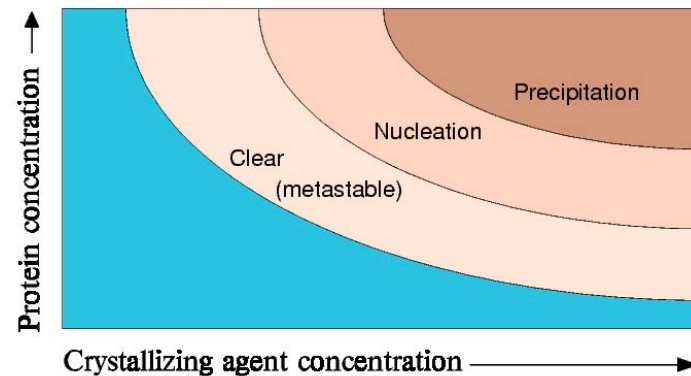 Protein concentration
Precipitation
Nucleation
Clear
(metastable)
Crystallizing agent concentration